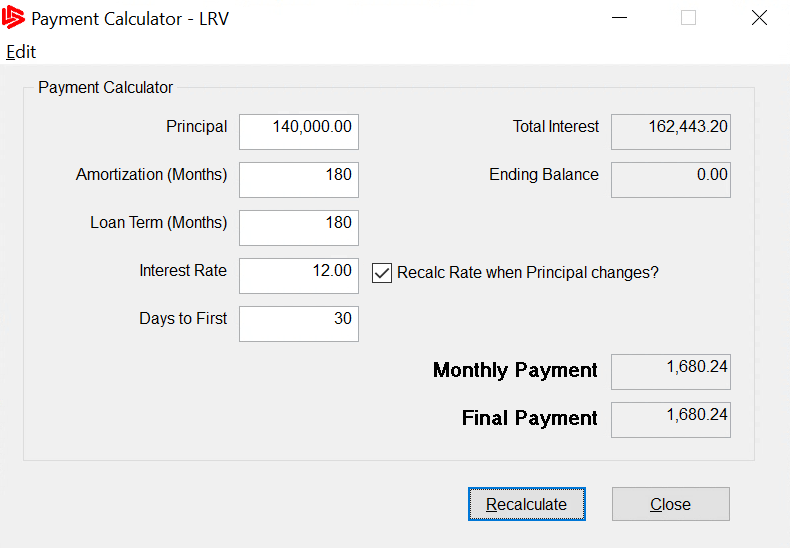 Payment Calculator - LRV
Edit
Payment Calculator
Principal 140,000.00 Total Interest 162,443.20
Amortization (Months) 180 Ending Balance 0.00
Loan Term (Months) 180
Interest Rate 12.00 Recalc Rate when Principal changes?
Days to First 30
Monthly Payment 1,680.24
Final Payment 1,680.24
Recalculate Close